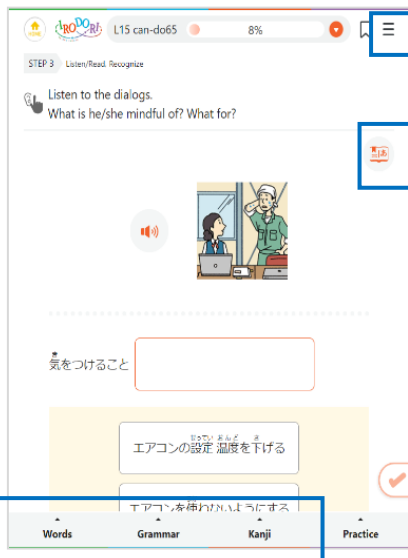 HOME
IRODORI
L15 can-do65
8%
STEP 3 Listen/Read. Recognize
Listen to the dialogs.
What is he/she mindful of? What for?
あ
気をつけること
エアコンの設定温度を下げる
エアコンを使わないようにする
Words Grammar Kanji Practice